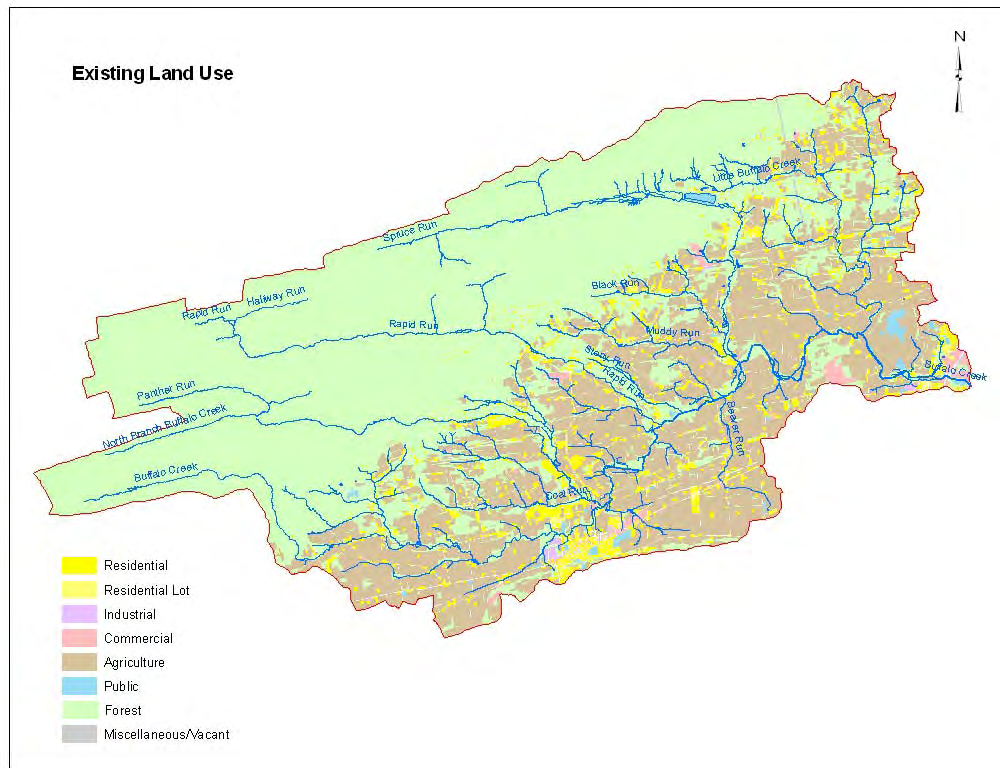 N
Existing Land Use
Little Buffalo Creek
Spruce Run
Black Run
Halfway Run
Rapid Run
Rapid Run
Muddy Run
Stony Run
Rapid Run
Buffalo Creek
Panther Run
North Branch Buffalo Creek
Beaver Run
Buffalo Creek
Coal Run
Residential
Residential Lot
Industrial
Commercial
Agriculture
Public
Forest
Miscellaneous/Vacant